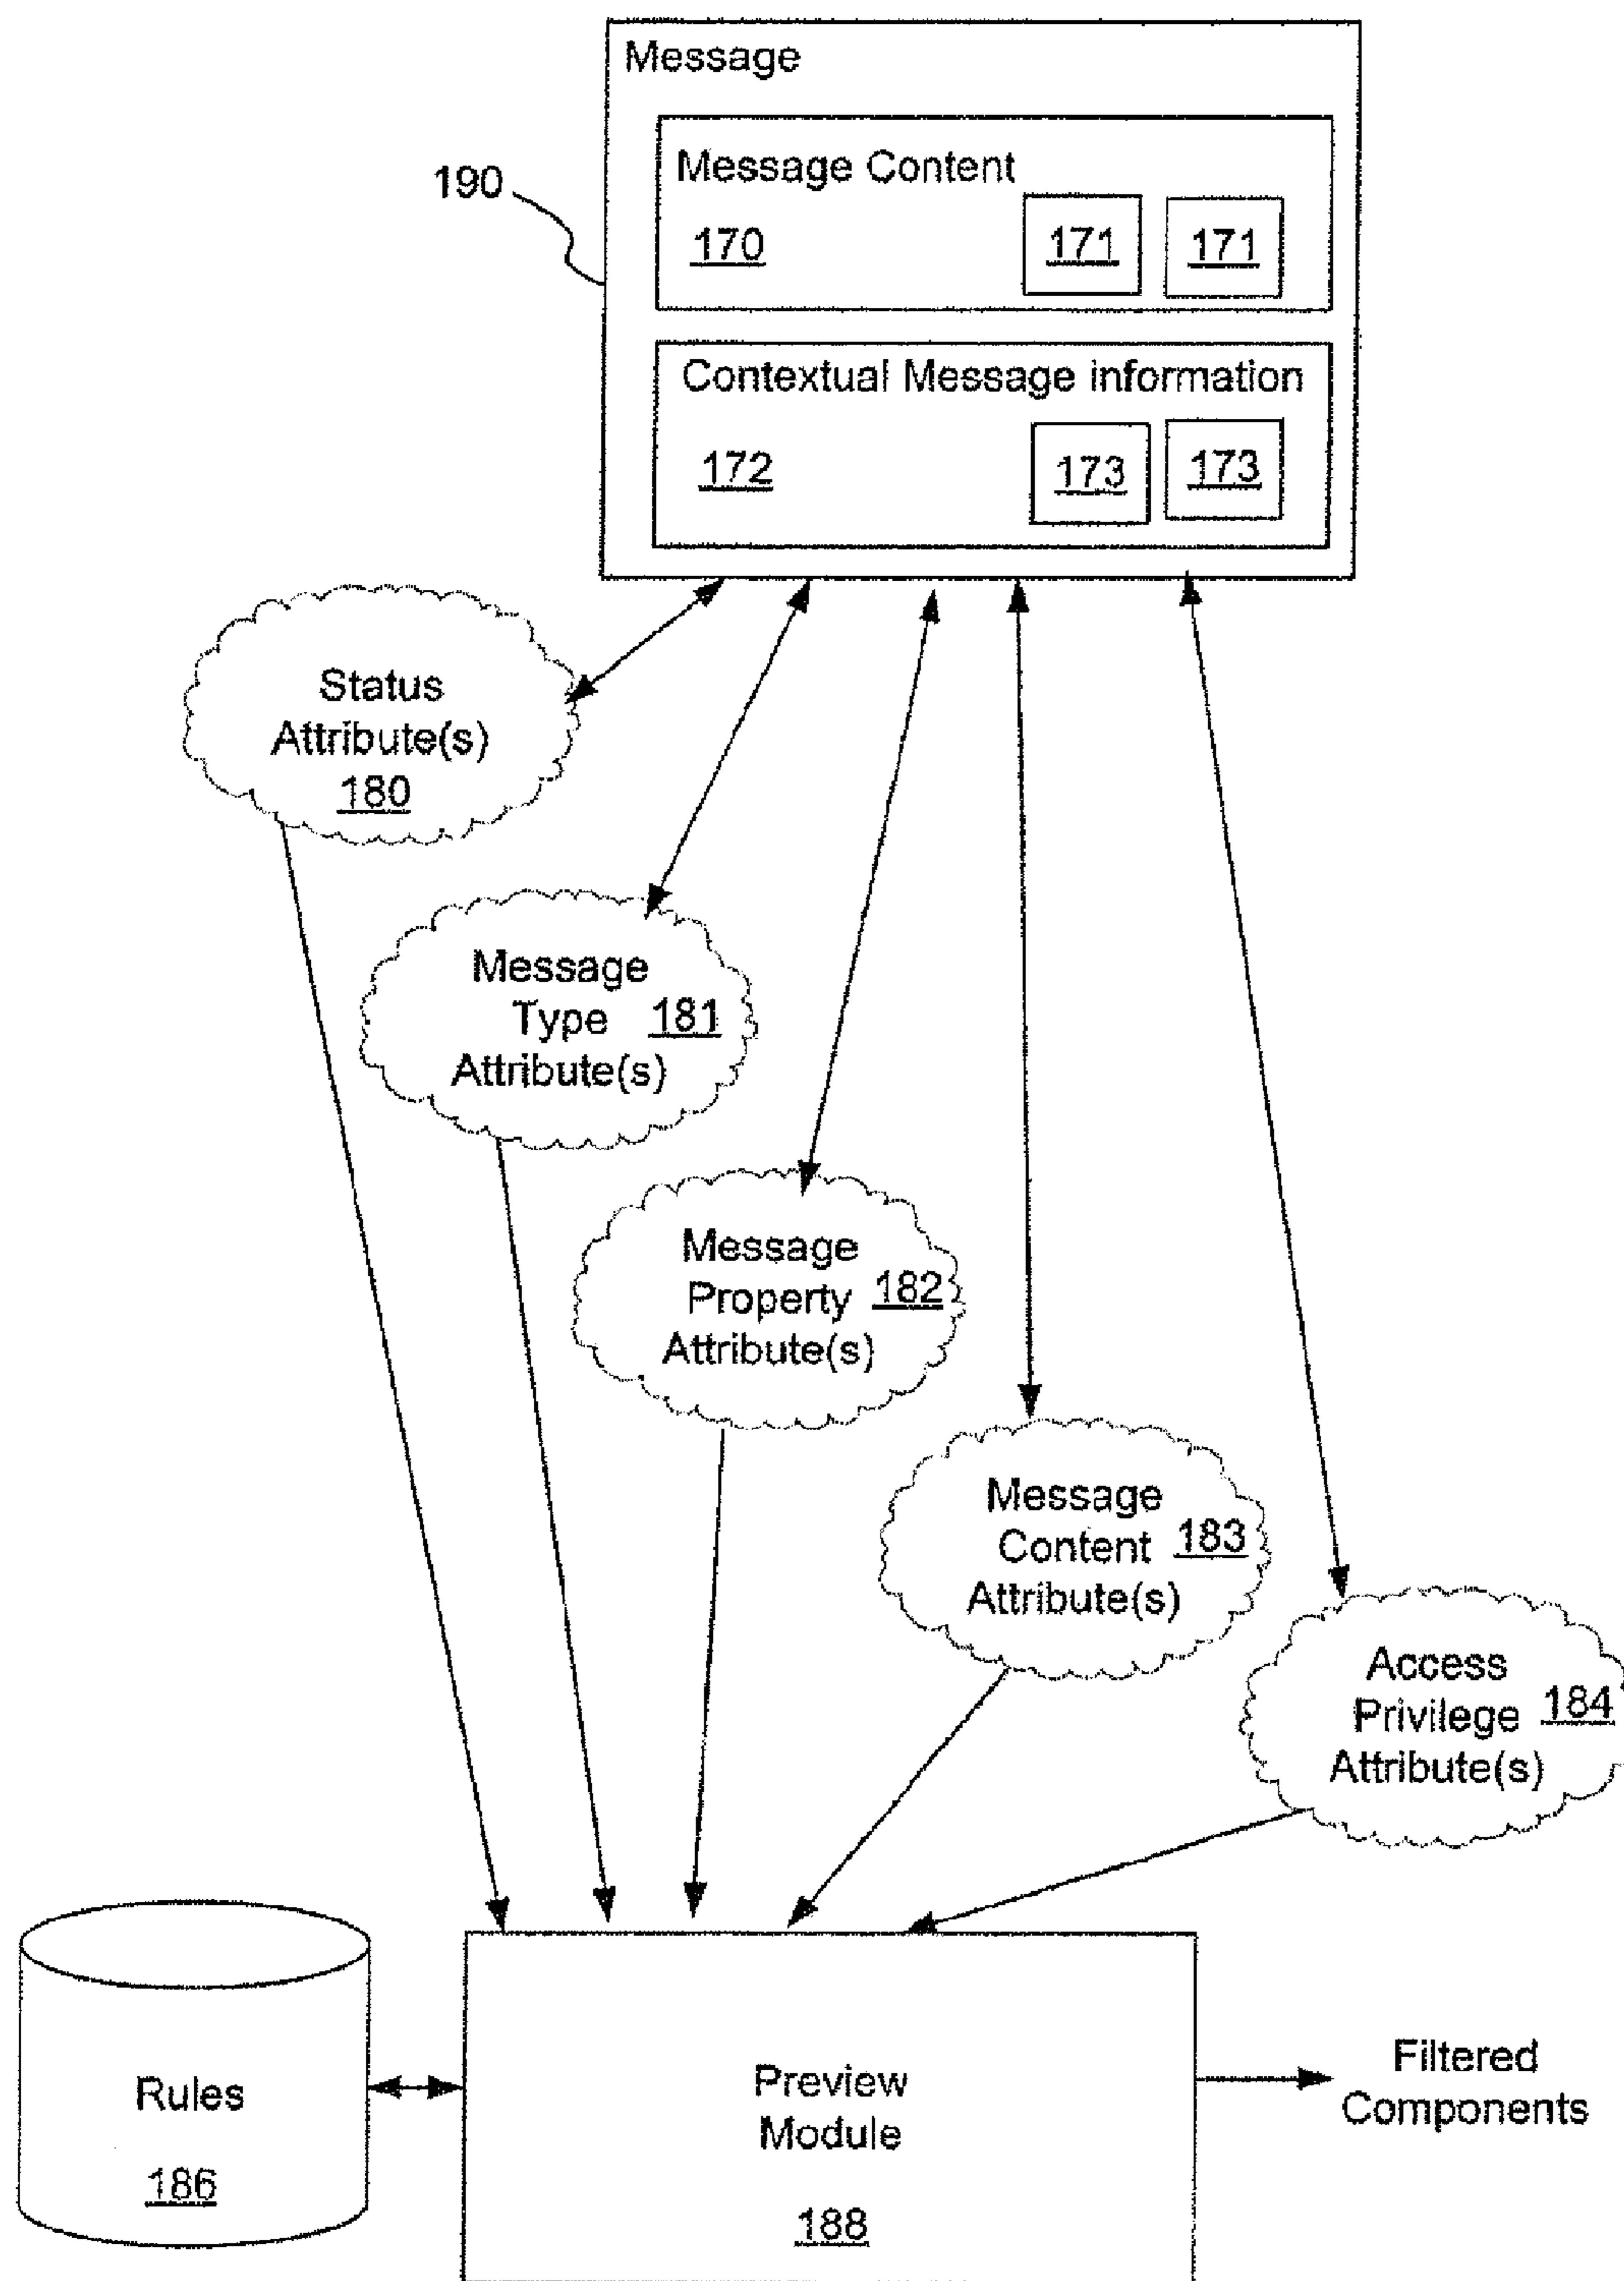 Message
Message Content
190
170
171
171
Contextual Message information
172
173
173
Status
Attribute(s)
180
Message
Type 181
Attribute(s)
Message
Property 182
Attribute(s)
Message
Content 183
Attribute(s)
Access
Privilege 184
Attribute(s)
Rules
186
Preview
Module
188
Filtered
Components